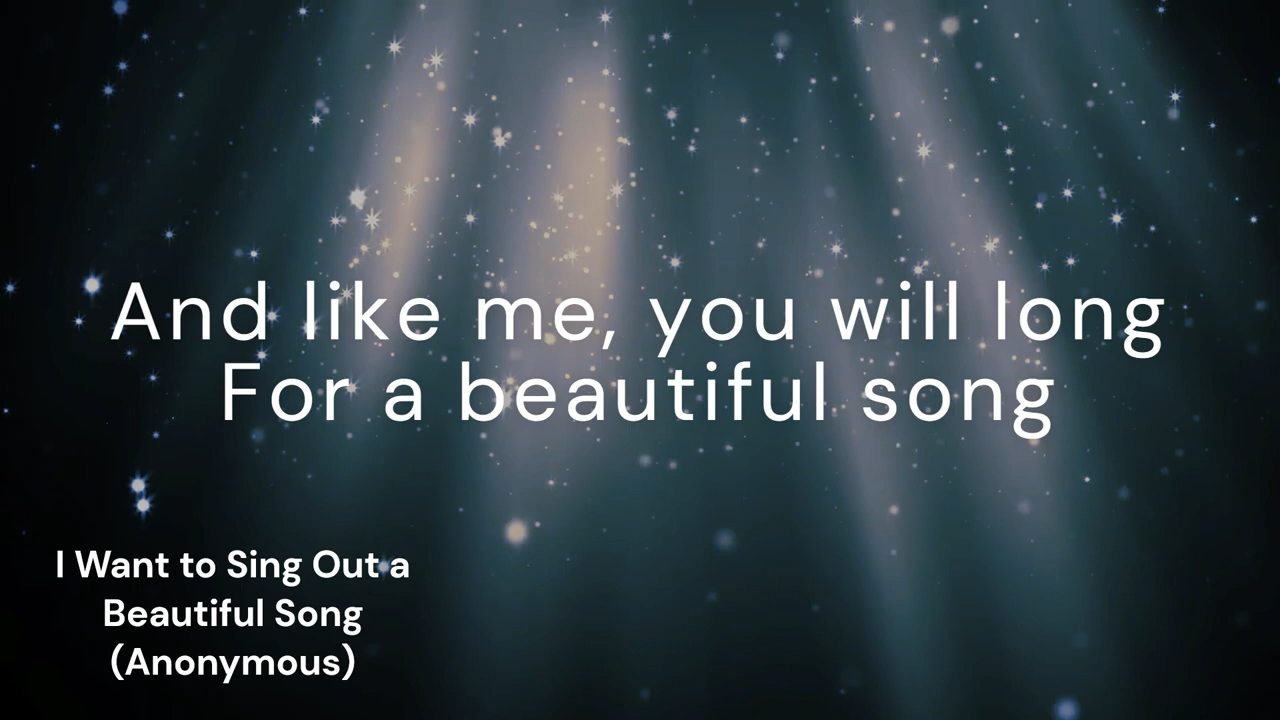 And like me, you will long
For a beautiful song
I Want to Sing Out a
Beautiful Song
(Anonymous)